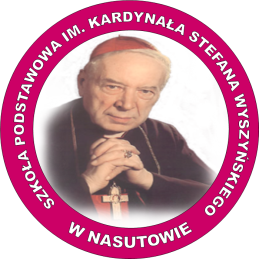 SZKOŁA PODSTAWOWA IM. KARDYNAŁA STEFANA WYSZYŃSKIEGO
W NASUTOWIE